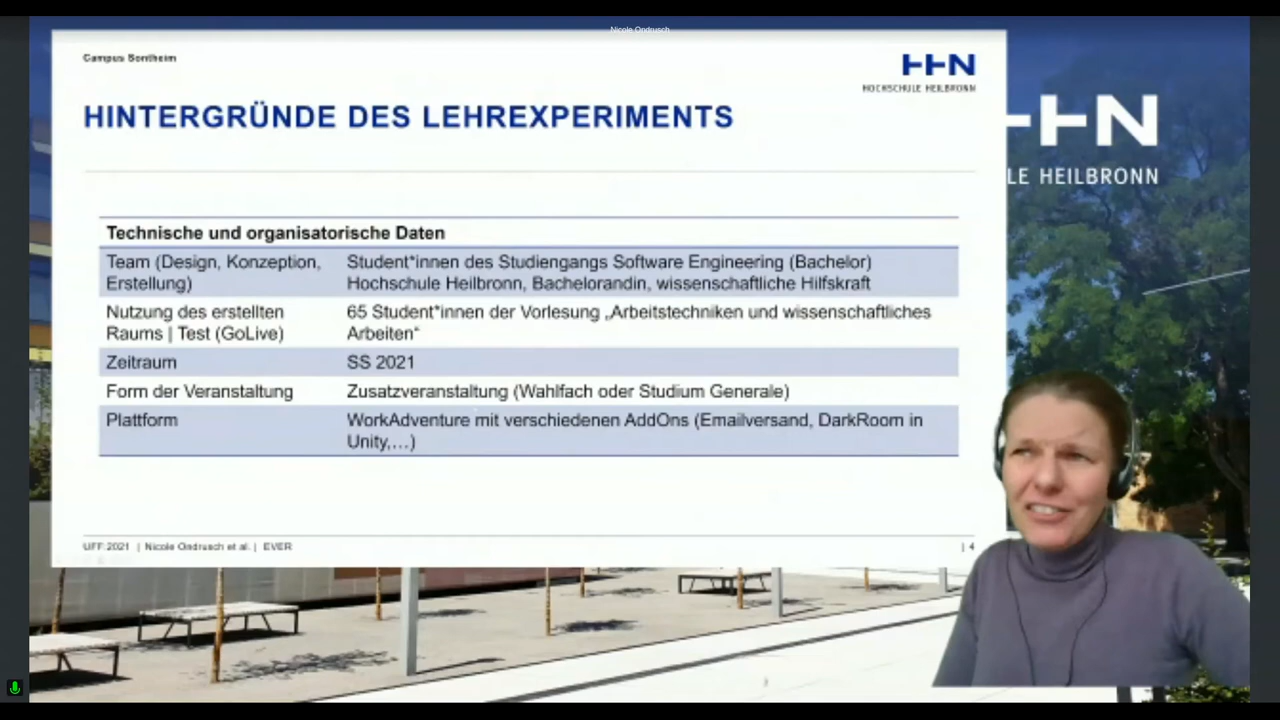 Nicole Ondrusch
Campus Sontheim
HHN
HOCHSCHULE HEILBRONN
HINTERGRÜNDE DES LEHREXPERIMENTS
HN
LE HEILBRONN
Technische und organisatorische Daten
Team (Design, Konzeption, Erstellung)
Student*innen des Studiengangs Software Engineering (Bachelor)
Hochschule Heilbronn, Bachelorandin, wissenschaftliche Hilfskraft
Nutzung des erstellten Raums | Test (GoLive)
65 Student*innen der Vorlesung „Arbeitstechniken und wissenschaftliches
Arbeiten“
Zeitraum
SS 2021
Form der Veranstaltung
Zusatzveranstaltung (Wahlfach oder Studium Generale)
Plattform
WorkAdventure mit verschiedenen AddOns (Emailversand, DarkRoom in
Unity,...)
UFF.2021 | Nicole Ondrusch et al. | EVER
| 4